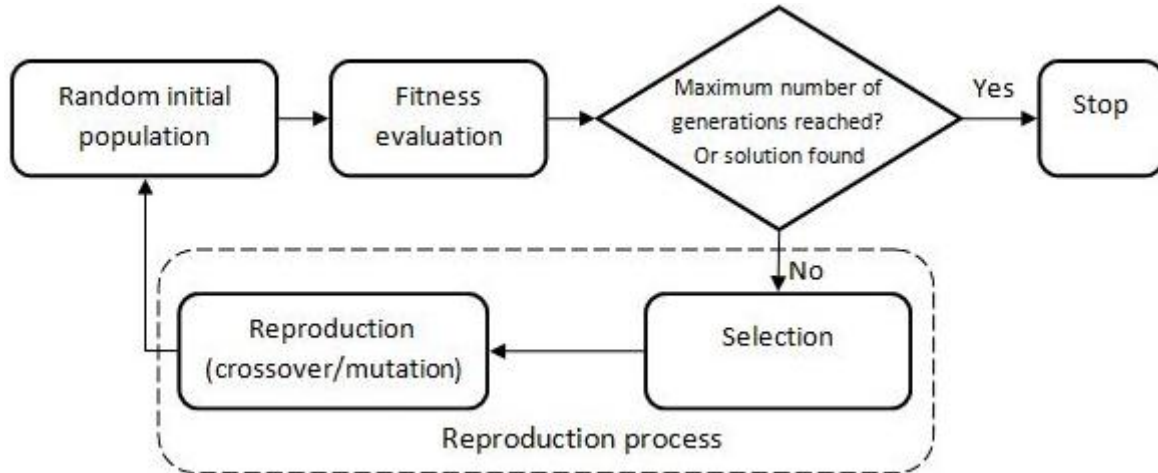 Random initial
population
Fitness
evaluation
Maximum number of
generations reached?
Or solution found
Yes
Stop
No
Reproduction
(crossover/mutation)
Selection
Reproduction process